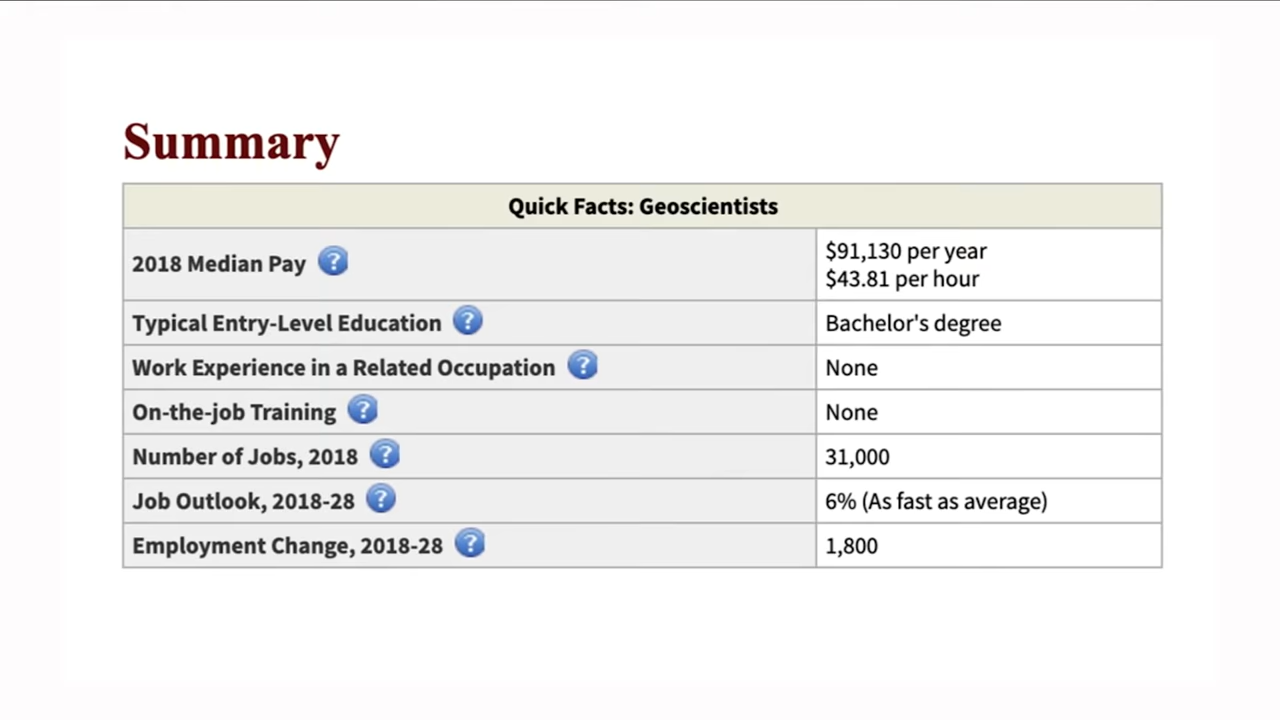 Summary
Quick Facts: Geoscientists
2018 Median Pay ?
$91,130 per year
$43.81 per hour
Typical Entry-Level Education ?
Bachelor's degree
Work Experience in a Related Occupation ?
None
On-the-job Training ?
None
Number of Jobs, 2018 ?
31,000
Job Outlook, 2018-28 ?
6% (As fast as average)
Employment Change, 2018-28 ?
1,800